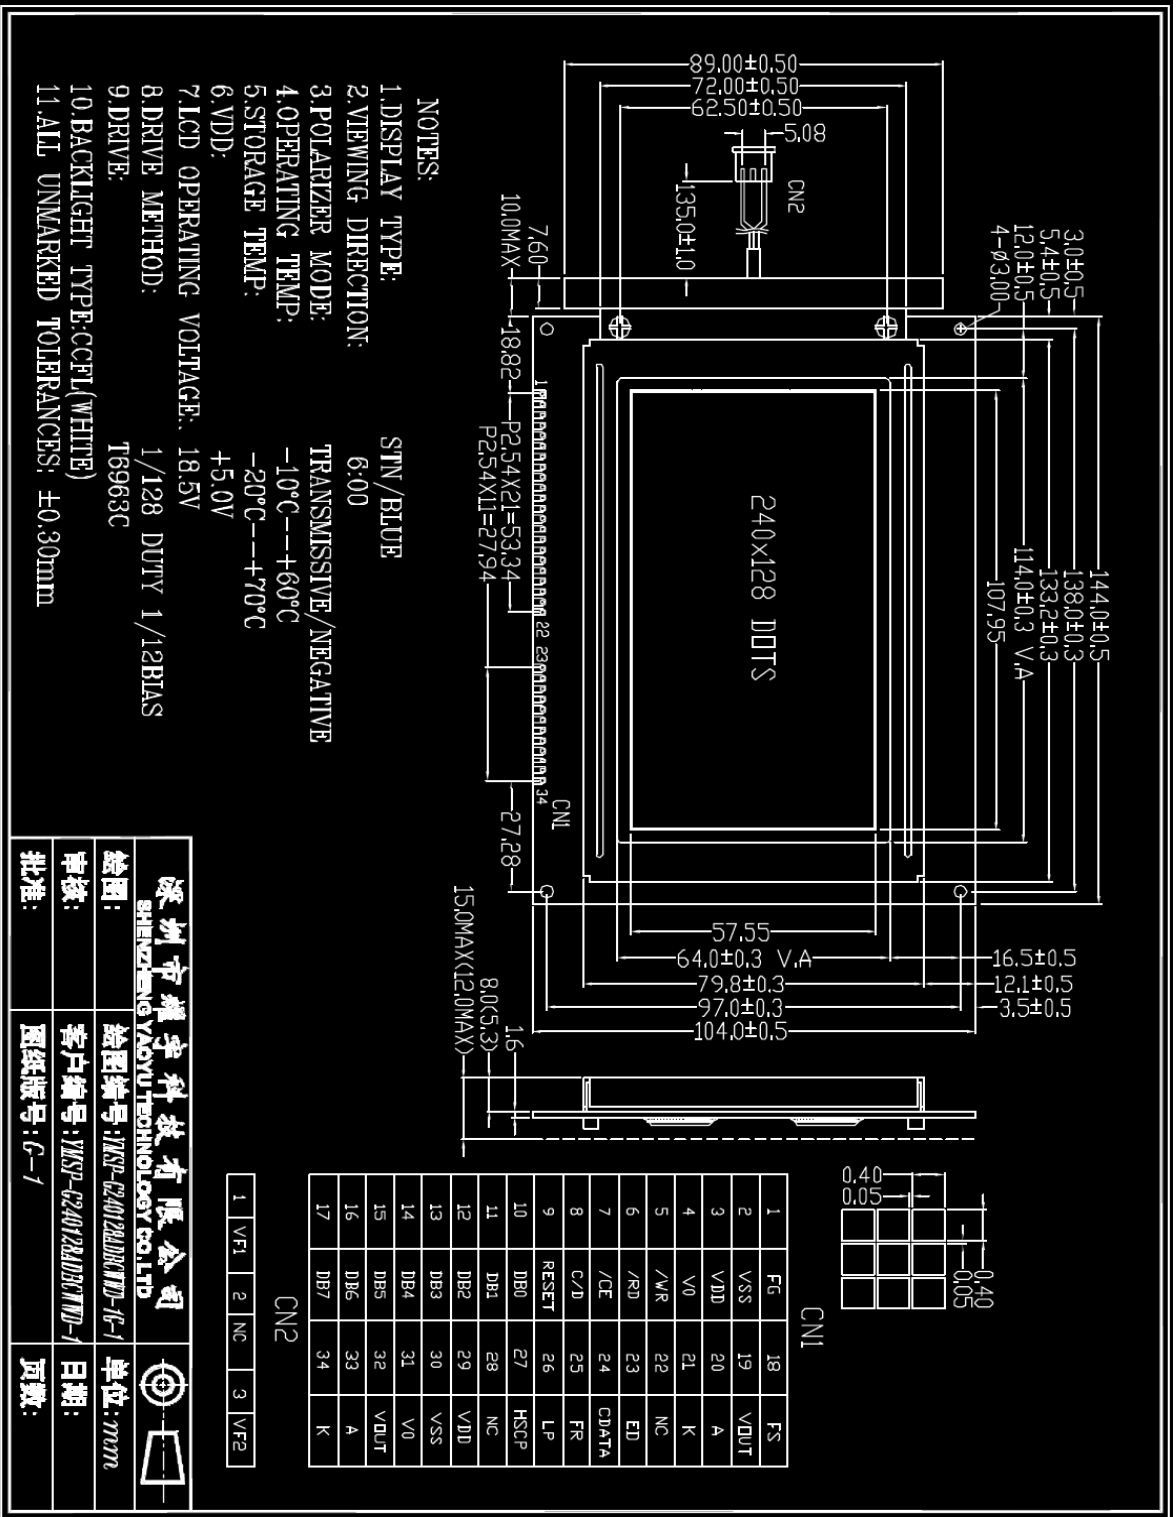 3.0±0.5
5.4±0.5
12.0±0.5
4-Ø3.00
144.0±0.5
138.0±0.3
133.2±0.3
114.0±0.3 V.A
107.95
89.00±0.50
72.00±0.50
62.50±0.50
5.08
CN2
135.0±1.0
7.60
10.0MAX
240x128 DOTS
16.5±0.5
12.1±0.5
3.5±0.5
57.55
64.0±0.3 V.A
79.8±0.3
97.0±0.3
104.0±0.5
18.82
1
22 23
34
CN1
P2.54X21=53.34
P2.54X11=27.94
27.28
1.6
8.0(5.3)
15.0MAX(12.0MAX)
0.40
0.05
0.40
0.05
CN1
1 FG 18 FS
2 VSS 19 VOUT
3 VDD 20 A
4 V0 21 K
5 /WR 22 NC
6 /RD 23 ED
7 /CE 24 CDATA
8 C/D 25 FR
9 RESET 26 LP
10 DB0 27 HSCP
11 DB1 28 NC
12 DB2 29 VDD
13 DB3 30 VSS
14 DB4 31 V0
15 DB5 32 VOUT
16 DB6 33 A
17 DB7 34 K
CN2
1 VF1 2 NC 3 VF2
NOTES:
1.DISPLAY TYPE: STN/BLUE
2.VIEWING DIRECTION: 6:00
3.POLARIZER MODE: TRANSMISSIVE/NEGATIVE
4.OPERATING TEMP: -10°C--+60°C
5.STORAGE TEMP: -20°C--+70°C
6.VDD: +5.0V
7.LCD OPERATING VOLTAGE: 18.5V
8.DRIVE METHOD: 1/128 DUTY 1/12BIAS
9.DRIVE: T6963C
10.BACKLIGHT TYPE:CCFL(WHITE)
11.ALL UNMARKED TOLERANCES: ±0.30mm
深圳市耀宇科技有限公司
SHENZHENG YAOYU TECHNOLOGY CO.LTD
绘图: 绘图编号: 单位:mm
审核: 客户编号: 日期:
批准: 图纸版号:G-1 页数: